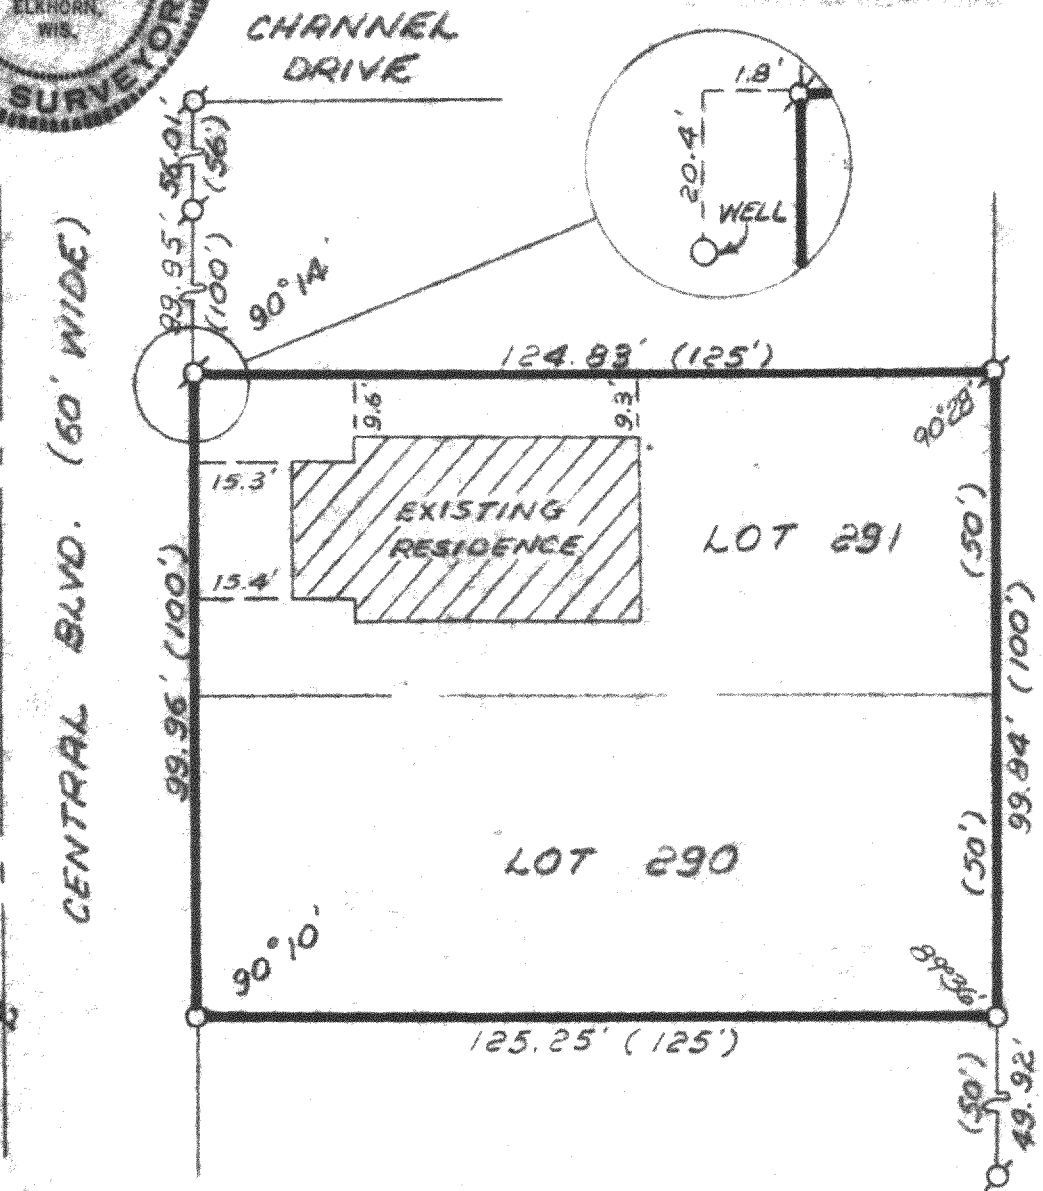 ELKHORN,
WIS.
SURVEYOR
CHANNEL
DRIVE
1.8'
20.4'
WELL
56.01'
(56')
99.95'
(100')
90°14'
CENTRAL BLVD. (60' WIDE)
124.83' (125')
9.6'
9.3'
90°28'
15.3'
EXISTING
RESIDENCE
LOT 291
(50')
15.4'
99.96' (100')
99.84' (100')
LOT 290
(50')
90°10'
89°36'
125.25' (125')
(50')
49.92'